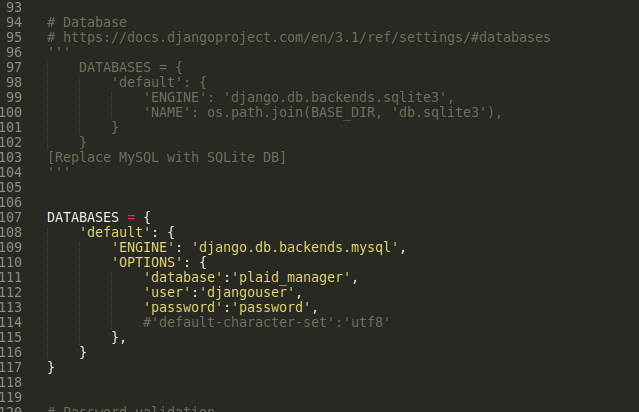 93
94 # Database
95 # https://docs.djangoproject.com/en/3.1/ref/settings/#databases
96 '''
97 DATABASES = {
98 'default': {
99 'ENGINE': 'django.db.backends.sqlite3',
100 'NAME': os.path.join(BASE_DIR, 'db.sqlite3'),
101 }
102 }
103 [Replace MySQL with SQLite DB]
104 '''
105
106
107 DATABASES = {
108 'default': {
109 'ENGINE': 'django.db.backends.mysql',
110 'OPTIONS': {
111 'database':'plaid_manager',
112 'user':'djangouser',
113 'password':'password',
114 #'default-character-set':'utf8'
115 },
116 }
117 }
118
119
120 # Password validation